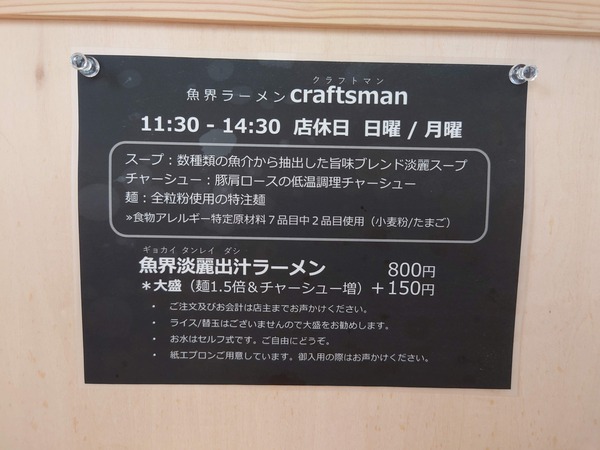 クラフトマン
魚界ラーメン craftsman
11:30 - 14:30 店休日 日曜 / 月曜
スープ：数種類の魚介から抽出した旨味ブレンド淡麗スープ
チャーシュー：豚肩ロースの低温調理チャーシュー
麺：全粒粉使用の特注麺
»食物アレルギー特定原材料７品目中２品目使用（小麦粉/たまご）
ギョカイ タンレイ ダシ
魚界淡麗出汁ラーメン 800円
＊大盛（麺1.5倍＆チャーシュー増）＋150円
• ご注文及びお会計は店主までお声かけください。
• ライス/替玉はございませんので大盛をお勧めします。
• お水はセルフ式です。ご自由にどうぞ。
• 紙エプロンご用意しています。御入用の際はお声かけください。